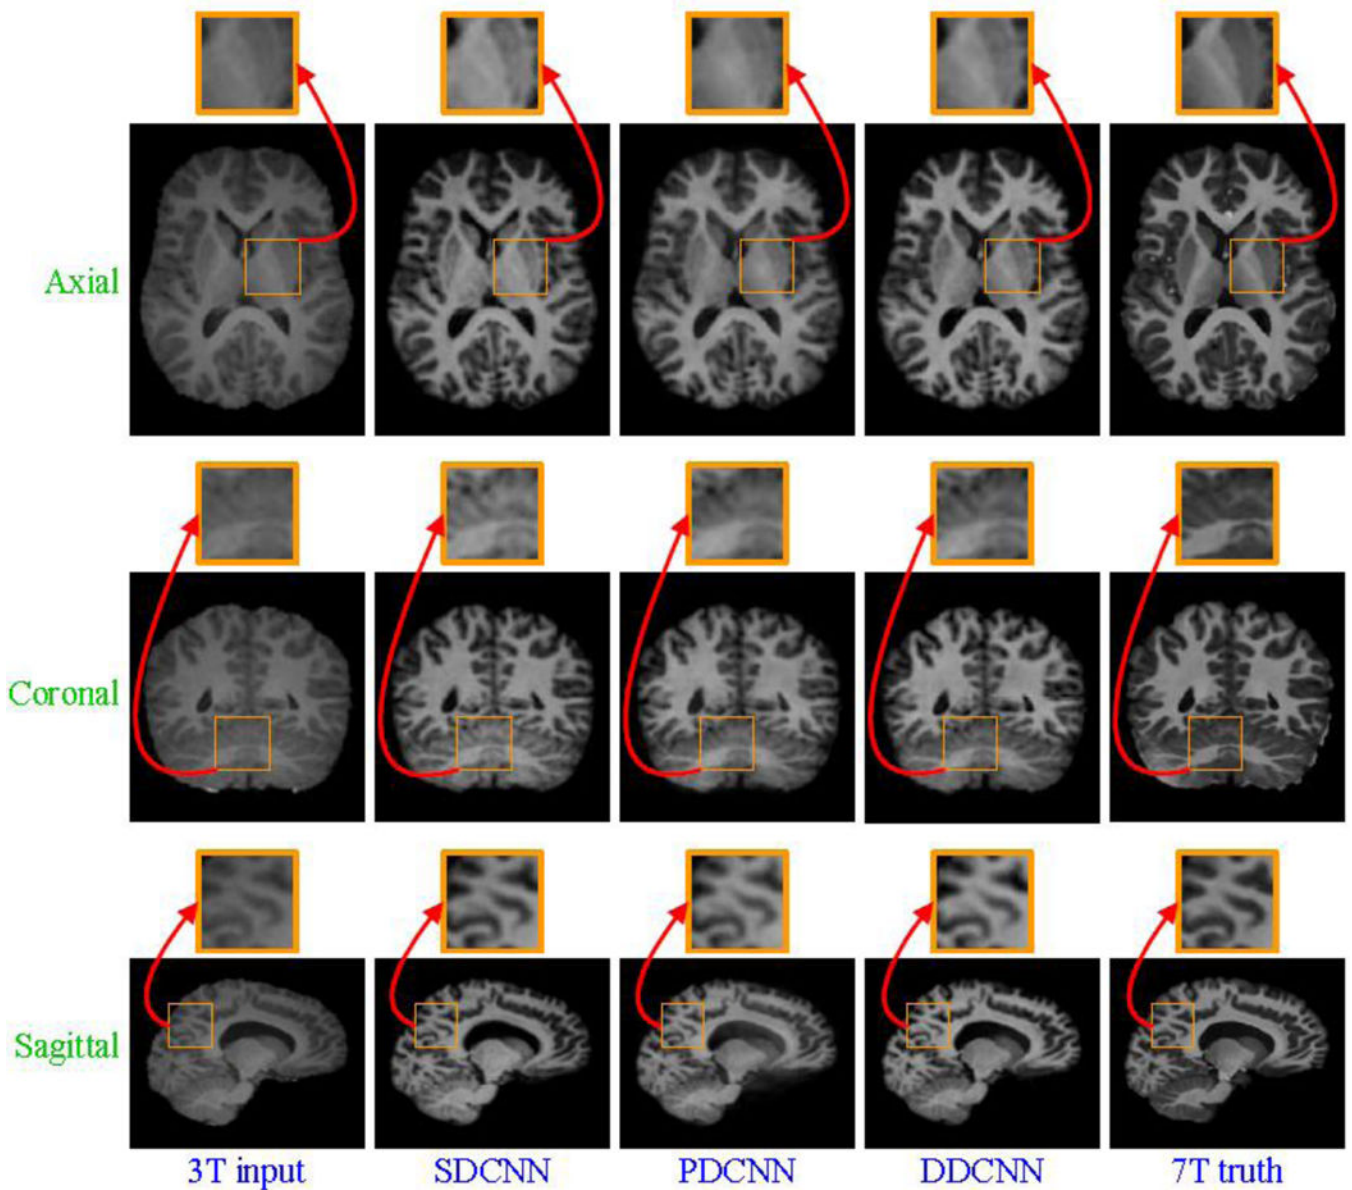 Axial
Coronal
Sagittal
3T input
SDCNN
PDCNN
DDCNN
7T truth